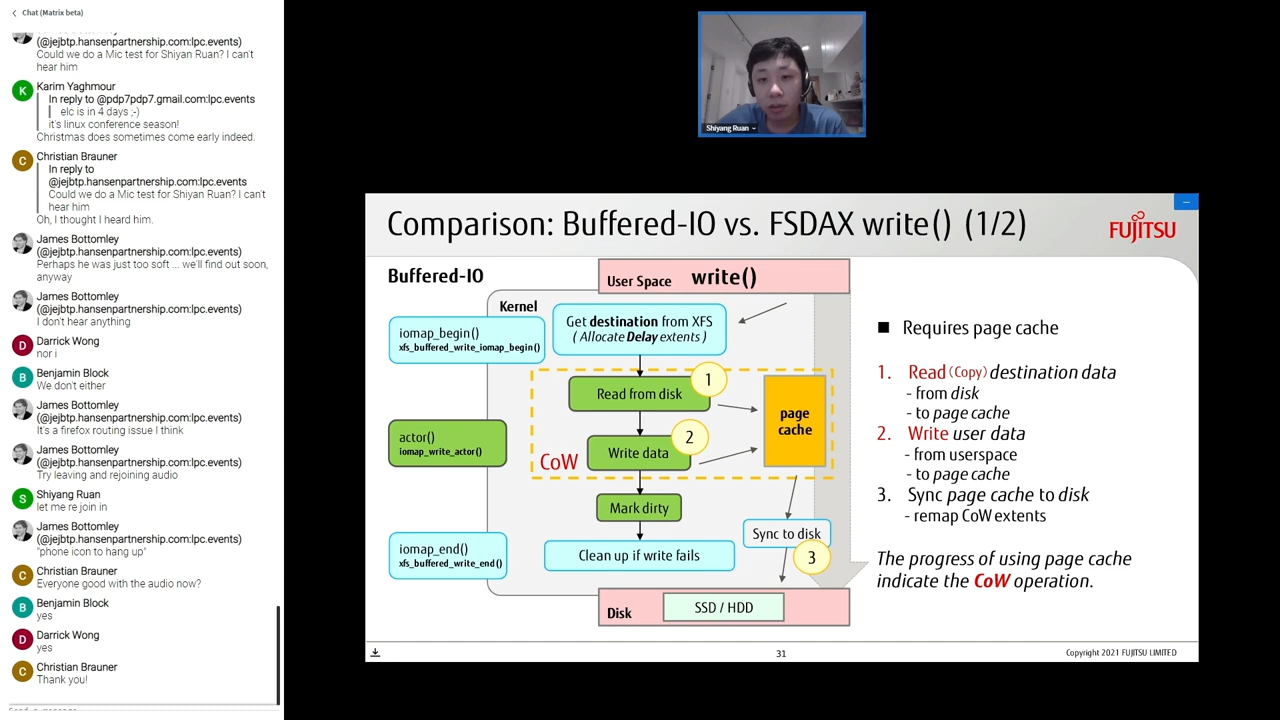 Chat (Matrix beta)
(@jejbtp.hansenpartnership.com:lpc.events)
Could we do a Mic test for Shiyan Ruan? I can't
hear him
K
Karim Yaghmour
In reply to @pdp7pdp7.gmail.com:lpc.events
elc is in 4 days ;-)
it's linux conference season!
Christmas does sometimes come early indeed.
C
Christian Brauner
In reply to
@jejbtp.hansenpartnership.com:lpc.events
Could we do a Mic test for Shiyan Ruan? I can't
hear him
Oh, I thought I heard him.
James Bottomley
(@jejbtp.hansenpartnership.com:lpc.events)
Perhaps he was just too soft ... we'll find out soon,
anyway
James Bottomley
(@jejbtp.hansenpartnership.com:lpc.events)
I don't hear anything
D
Darrick Wong
nor i
B
Benjamin Block
We don't either
James Bottomley
(@jejbtp.hansenpartnership.com:lpc.events)
It's a firefox routing issue I think
James Bottomley
(@jejbtp.hansenpartnership.com:lpc.events)
Try leaving and rejoining audio
S
Shiyang Ruan
let me re join in
James Bottomley
(@jejbtp.hansenpartnership.com:lpc.events)
"phone icon to hang up"
C
Christian Brauner
Everyone good with the audio now?
B
Benjamin Block
yes
D
Darrick Wong
yes
C
Christian Brauner
Thank you!
Shiyang Ruan
Comparison: Buffered-IO vs. FSDAX write() (1/2)
FUJITSU
Buffered-IO
User Space write()
Kernel
iomap_begin()
xfs_buffered_write_iomap_begin()
Get destination from XFS
( Allocate Delay extents )
Read from disk
1
page
cache
actor()
iomap_write_actor()
Write data
2
CoW
Mark dirty
iomap_end()
xfs_buffered_write_end()
Clean up if write fails
Sync to disk
3
Disk
SSD / HDD
■ Requires page cache
1. Read (Copy) destination data
- from disk
- to page cache
2. Write user data
- from userspace
- to page cache
3. Sync page cache to disk
- remap CoW extents
The progress of using page cache
indicate the CoW operation.
31
Copyright 2021 FUJITSU LIMITED